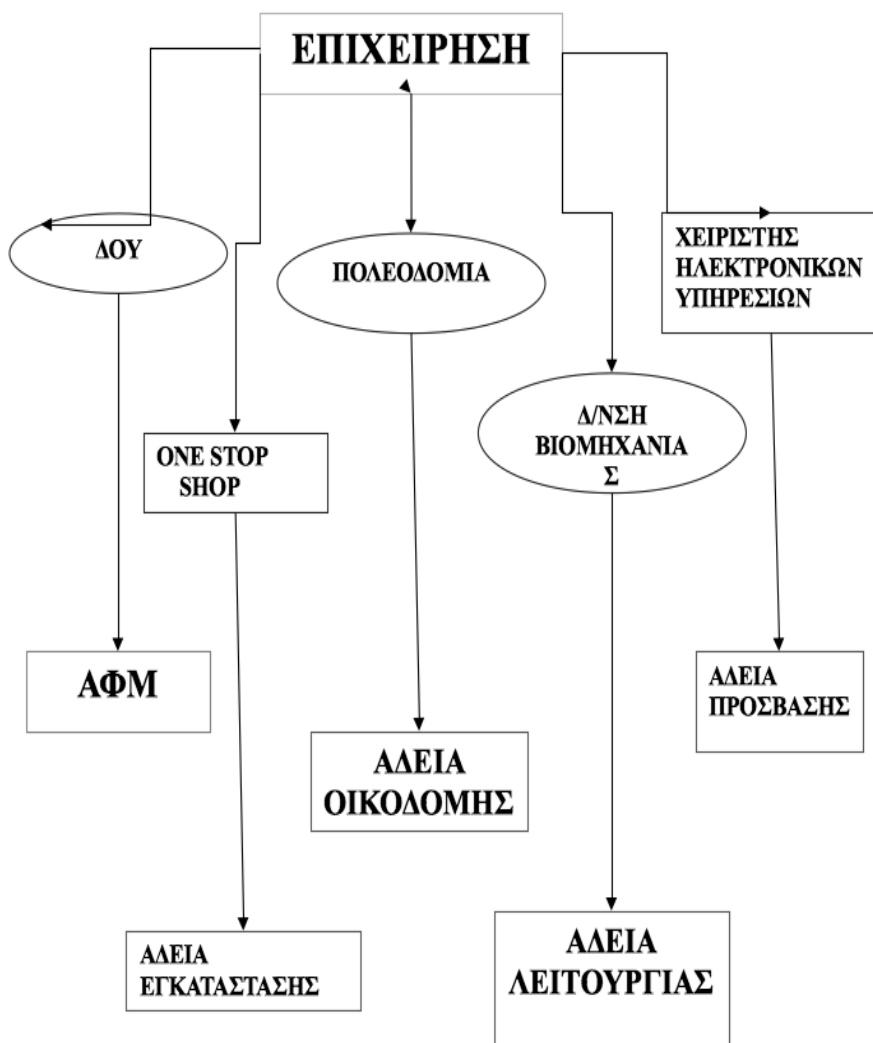 ΕΠΙΧΕΙΡΗΣΗ
ΔΟΥ
ΠΟΛΕΟΔΟΜΙΑ
ΧΕΙΡΙΣΤΗΣ
ΗΛΕΚΤΡΟΝΙΚΩΝ
ΥΠΗΡΕΣΙΩΝ
ONE STOP
SHOP
Δ/ΝΣΗ
ΒΙΟΜΗΧΑΝΙΑ
Σ
ΑΦΜ
ΑΔΕΙΑ
ΠΡΟΣΒΑΣΗΣ
ΑΔΕΙΑ
ΟΙΚΟΔΟΜΗΣ
ΑΔΕΙΑ
ΕΓΚΑΤΑΣΤΑΣΗΣ
ΑΔΕΙΑ
ΛΕΙΤΟΥΡΓΙΑΣ